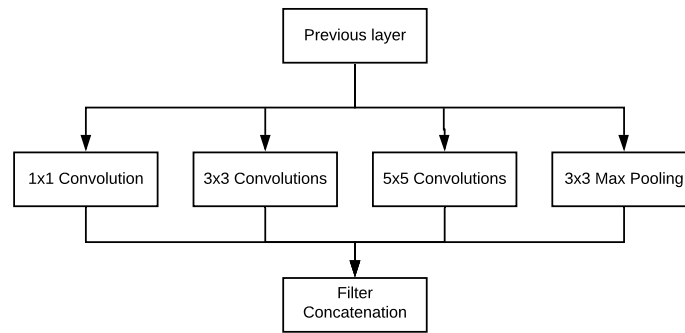 Previous layer
1x1 Convolution
3x3 Convolutions
5x5 Convolutions
3x3 Max Pooling
Filter
Concatenation